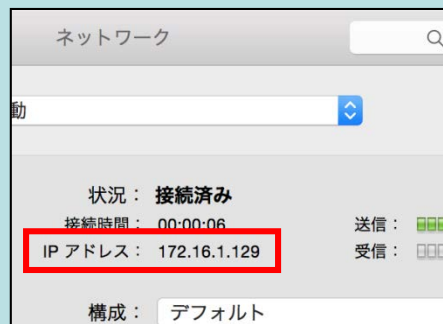 ネットワーク
動
状況： 接続済み
接続時間： 00:00:06
送信：
IP アドレス： 172.16.1.129
受信：
構成： デフォルト